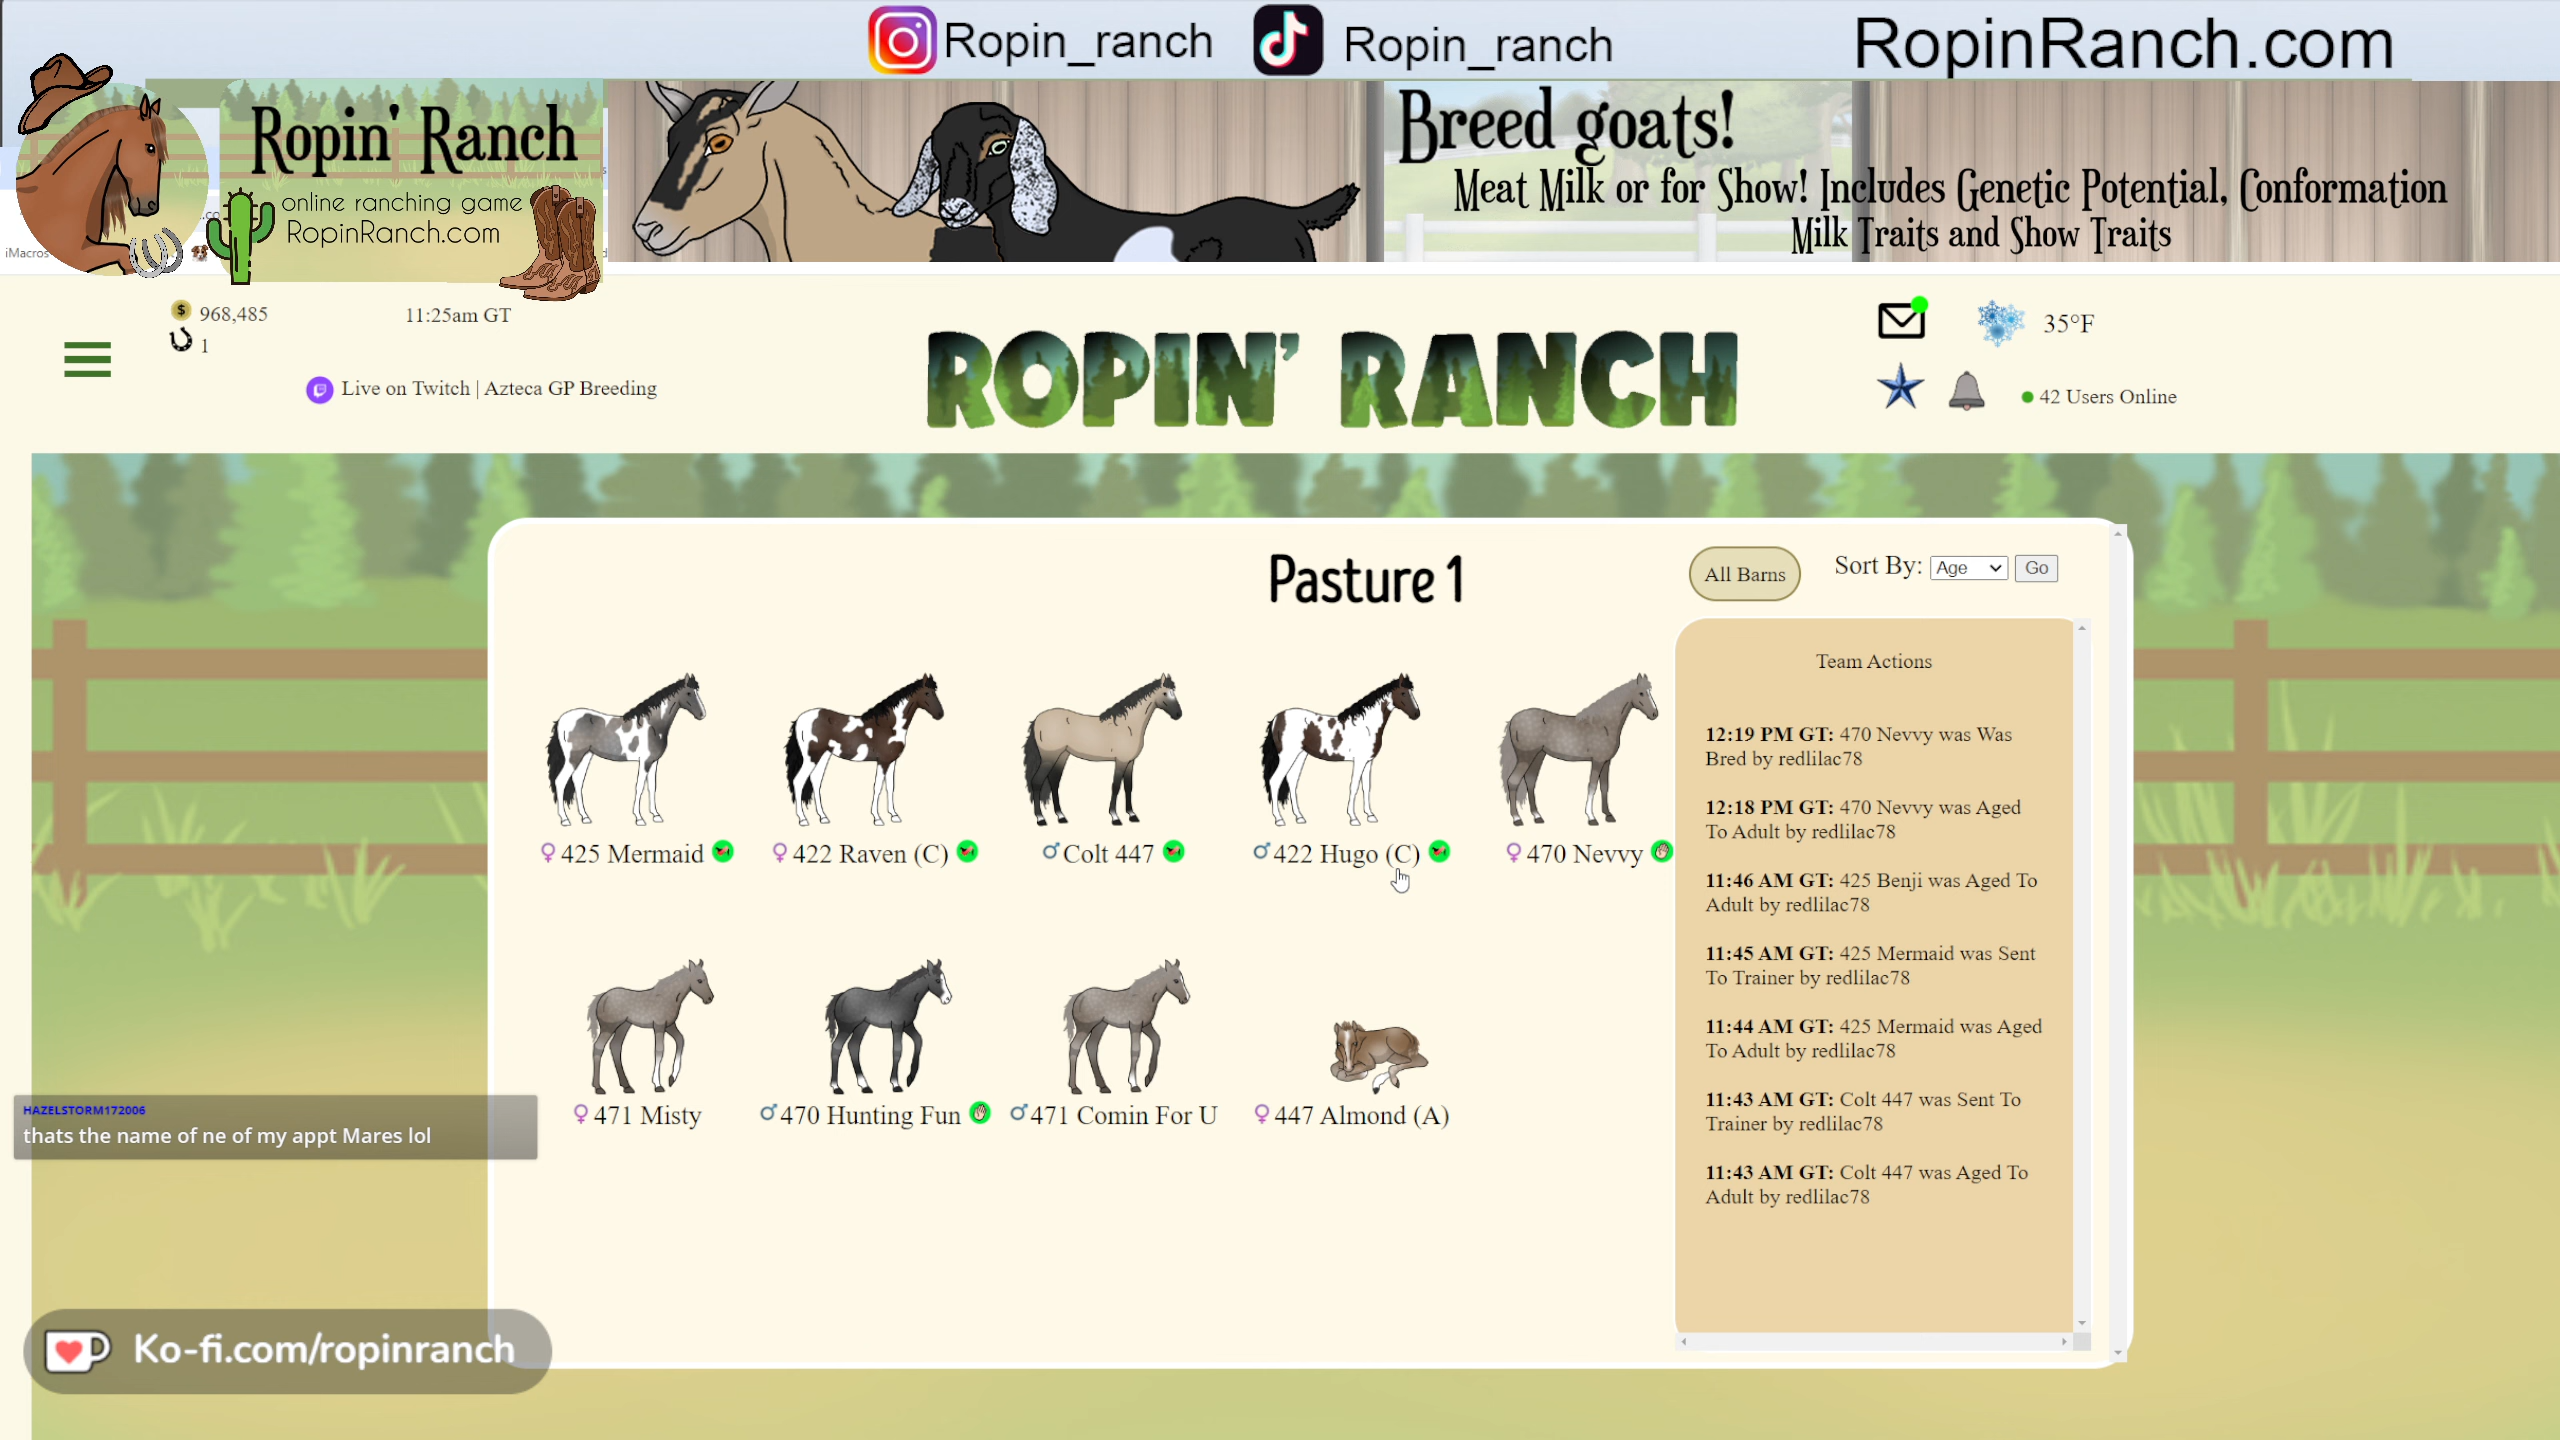 Ropin_ranch
Ropin_ranch
RopinRanch.com
Ropin' Ranch
online ranching game
RopinRanch.com
Breed goats!
Meat Milk or for Show! Includes Genetic Potential, Conformation
Milk Traits and Show Traits
iMacros
968,485
1
11:25am GT
Live on Twitch | Azteca GP Breeding
ROPIN' RANCH
35°F
42 Users Online
Pasture 1
All Barns
Sort By:
Age
Go
425 Mermaid
422 Raven (C)
Colt 447
422 Hugo (C)
470 Nevvy
471 Misty
470 Hunting Fun
471 Comin For U
447 Almond (A)
Team Actions
12:19 PM GT: 470 Nevvy was Was
Bred by redlilac78
12:18 PM GT: 470 Nevvy was Aged
To Adult by redlilac78
11:46 AM GT: 425 Benji was Aged To
Adult by redlilac78
11:45 AM GT: 425 Mermaid was Sent
To Trainer by redlilac78
11:44 AM GT: 425 Mermaid was Aged
To Adult by redlilac78
11:43 AM GT: Colt 447 was Sent To
Trainer by redlilac78
11:43 AM GT: Colt 447 was Aged To
Adult by redlilac78
HAZELSTORM172006
thats the name of ne of my appt Mares lol
Ko-fi.com/ropinranch